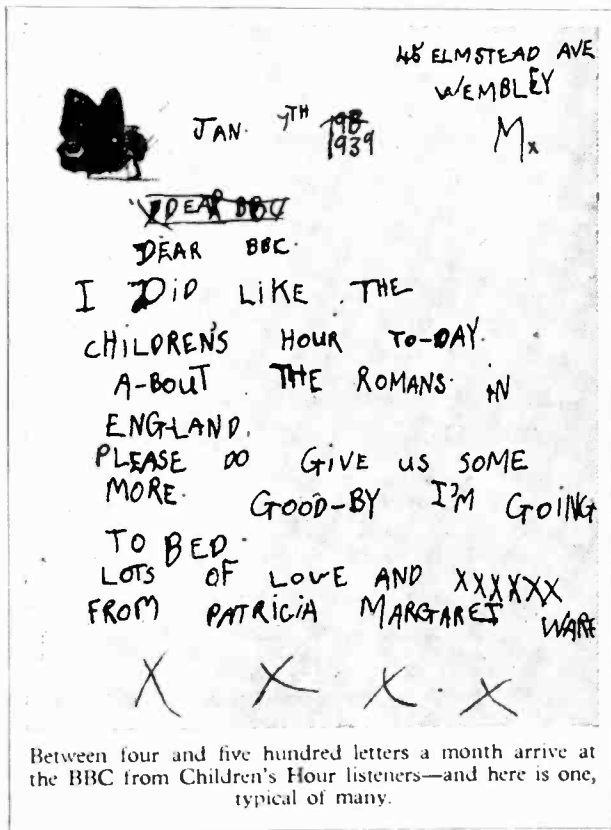 45 ELMSTEAD AVE
WEMBLEY
Mx
JAN. 7TH 198
1939
DEAR BBC
DEAR BBC.
I DID LIKE THE
CHILDREN'S HOUR TO-DAY.
A-BOUT THE ROMANS. IN
ENGLAND.
PLEASE DO GIVE US SOME
MORE. GOOD-BY I'M GOING
TO BED.
LOTS OF LOVE AND XXXXXX
FROM PATRICIA MARGARET WARE
X X X . X
Between four and five hundred letters a month arrive at
the BBC from Children's Hour listeners—and here is one,
typical of many.